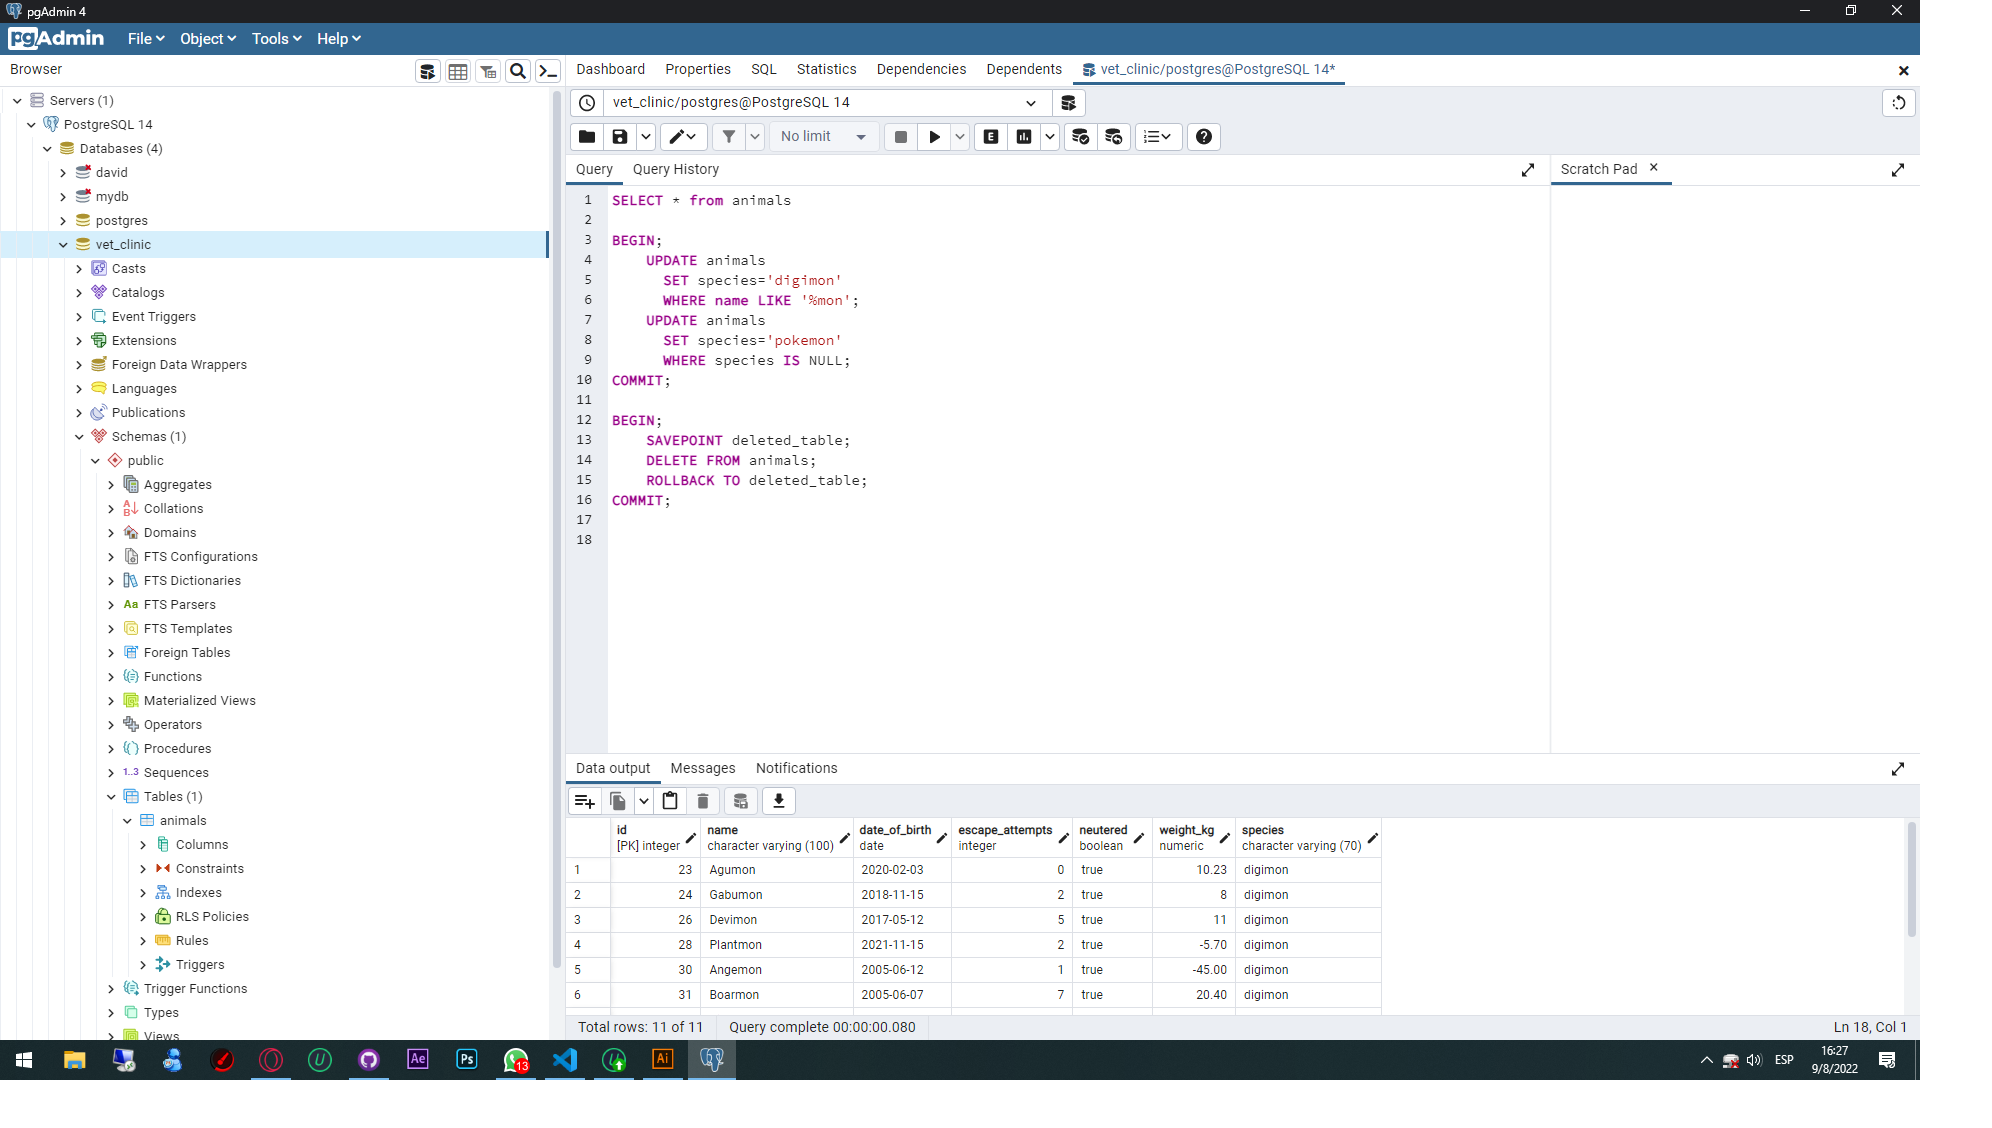 pgAdmin 4
pgAdmin File Object Tools Help
Browser
Dashboard Properties SQL Statistics Dependencies Dependents vet_clinic/postgres@PostgreSQL 14*
Servers (1)
PostgreSQL 14
Databases (4)
david
mydb
postgres
vet_clinic
Casts
Catalogs
Event Triggers
Extensions
Foreign Data Wrappers
Languages
Publications
Schemas (1)
public
Aggregates
Collations
Domains
FTS Configurations
FTS Dictionaries
Aa FTS Parsers
FTS Templates
Foreign Tables
Functions
Materialized Views
Operators
Procedures
1..3 Sequences
Tables (1)
animals
Columns
Constraints
Indexes
RLS Policies
Rules
Triggers
Trigger Functions
Types
Views
vet_clinic/postgres@PostgreSQL 14
No limit E
Query Query History
Scratch Pad
1 SELECT * from animals
2
3 BEGIN;
4 UPDATE animals
5 SET species='digimon'
6 WHERE name LIKE '%mon';
7 UPDATE animals
8 SET species='pokemon'
9 WHERE species IS NULL;
10 COMMIT;
11
12 BEGIN;
13 SAVEPOINT deleted_table;
14 DELETE FROM animals;
15 ROLLBACK TO deleted_table;
16 COMMIT;
17
18
Data output Messages Notifications
id name date_of_birth escape_attempts neutered weight_kg species
[PK] integer character varying (100) date integer boolean numeric character varying (70)
1 23 Agumon 2020-02-03 0 true 10.23 digimon
2 24 Gabumon 2018-11-15 2 true 8 digimon
3 26 Devimon 2017-05-12 5 true 11 digimon
4 28 Plantmon 2021-11-15 2 true -5.70 digimon
5 30 Angemon 2005-06-12 1 true -45.00 digimon
6 31 Boarmon 2005-06-07 7 true 20.40 digimon
Total rows: 11 of 11 Query complete 00:00:00.080 Ln 18, Col 1
Ae Ps 13 Ai ESP 16:27
9/8/2022